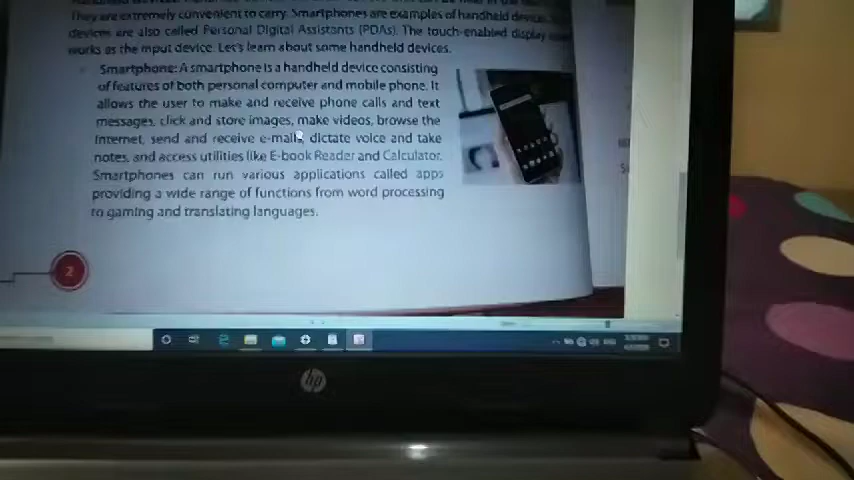 They are extremely convenient to carry. Smartphones are examples of handheld device.
devices are also called Personal Digital Assistants (PDAs). The touch-enabled display
works as the input device. Let's learn about some handheld devices.
Smartphone: A smartphone is a handheld device consisting
of features of both personal computer and mobile phone. It
allows the user to make and receive phone calls and text
messages, click and store images, make videos, browse the
Internet, send and receive e-mails, dictate voice and take
notes, and access utilities like E-book Reader and Calculator.
Smartphones can run various applications called apps
providing a wide range of functions from word processing
to gaming and translating languages.
2
hp